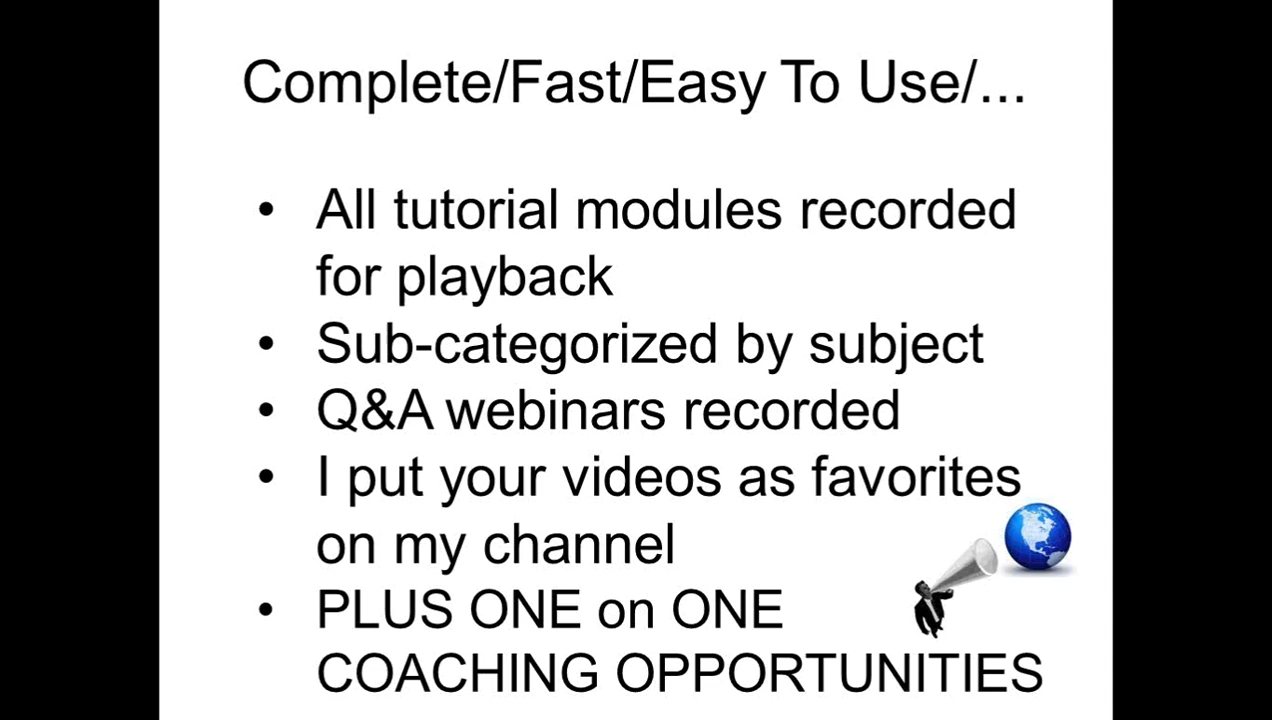 Complete/Fast/Easy To Use/...
• All tutorial modules recorded
for playback
• Sub-categorized by subject
• Q&A webinars recorded
• I put your videos as favorites
on my channel
• PLUS ONE on ONE
COACHING OPPORTUNITIES